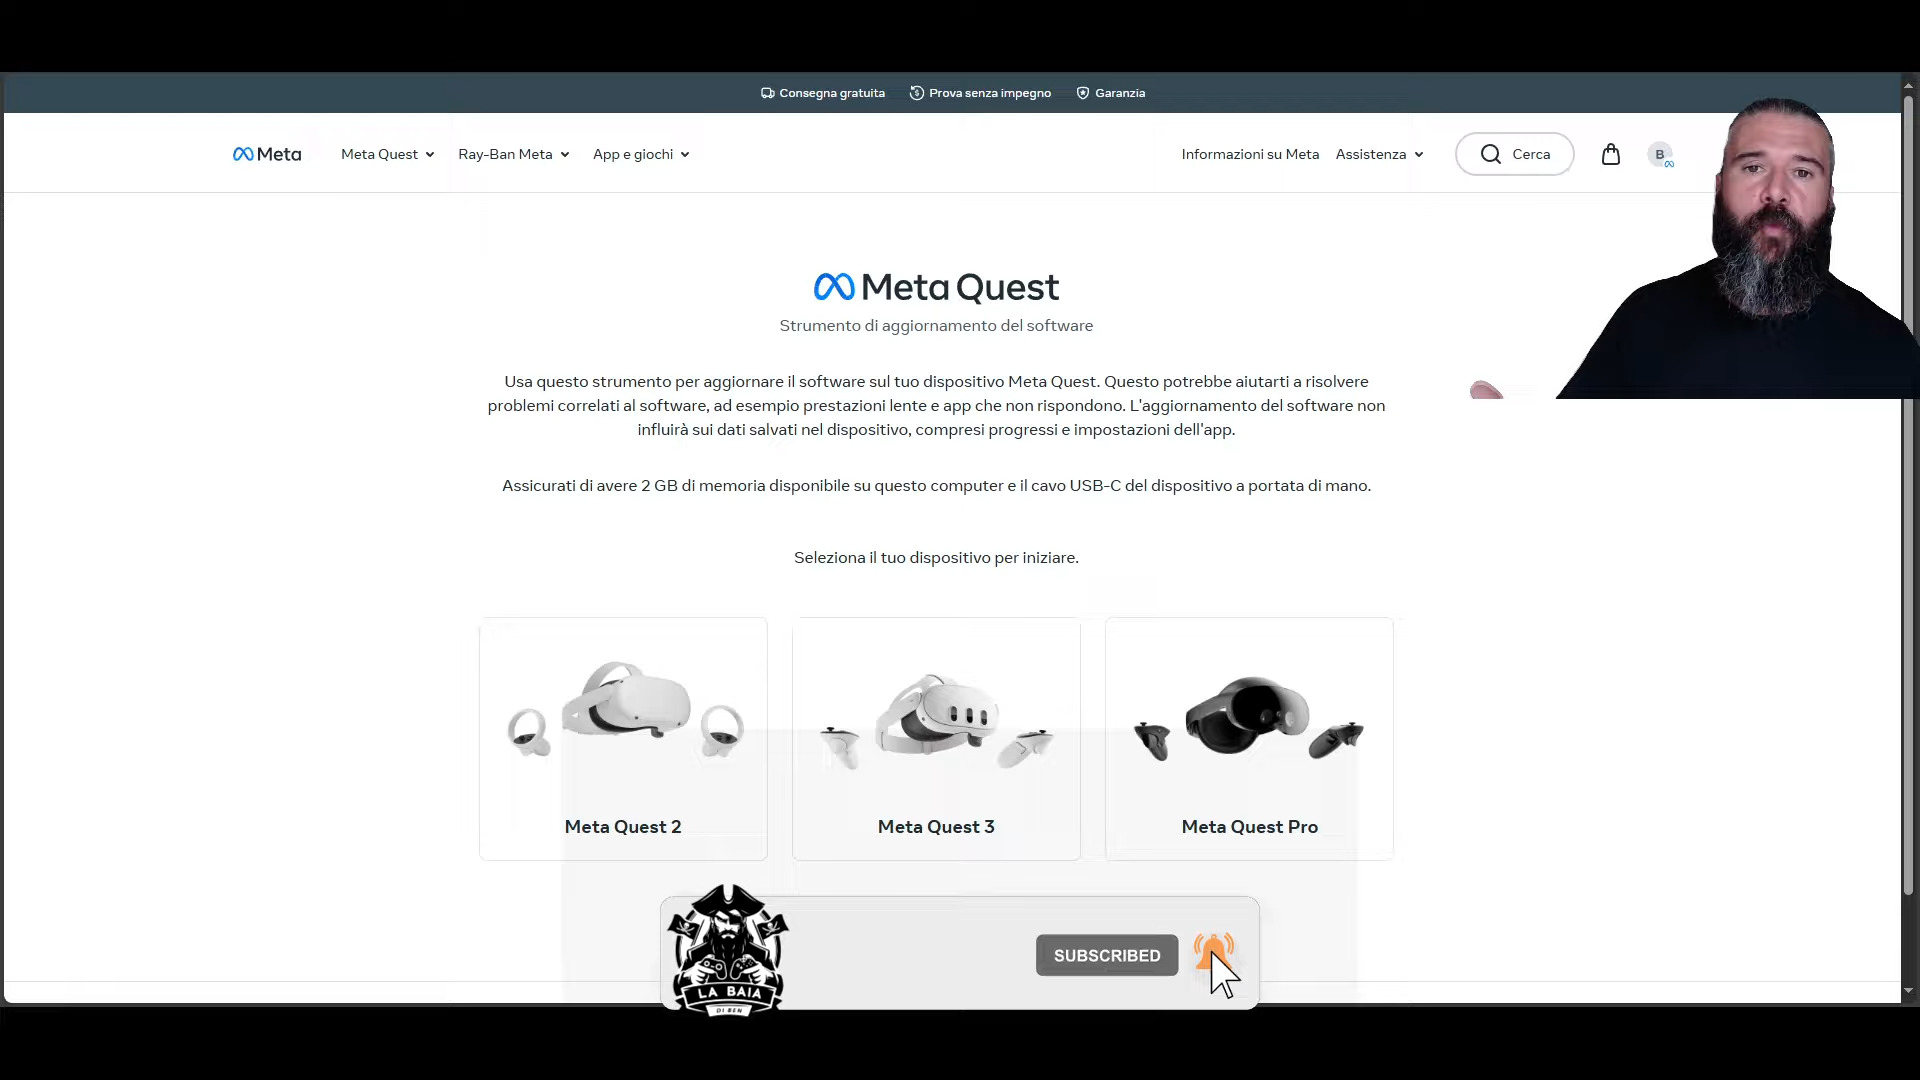 Consegna gratuita Prova senza impegno Garanzia
Meta Meta Quest Ray-Ban Meta App e giochi Informazioni su Meta Assistenza Cerca B
Meta Quest
Strumento di aggiornamento del software
Usa questo strumento per aggiornare il software sul tuo dispositivo Meta Quest. Questo potrebbe aiutarti a risolvere
problemi correlati al software, ad esempio prestazioni lente e app che non rispondono. L'aggiornamento del software non
influirà sui dati salvati nel dispositivo, compresi progressi e impostazioni dell'app.
Assicurati di avere 2 GB di memoria disponibile su questo computer e il cavo USB-C del dispositivo a portata di mano.
Seleziona il tuo dispositivo per iniziare.
Meta Quest 2 Meta Quest 3 Meta Quest Pro
SUBSCRIBED
LA BAIA
DI BEN